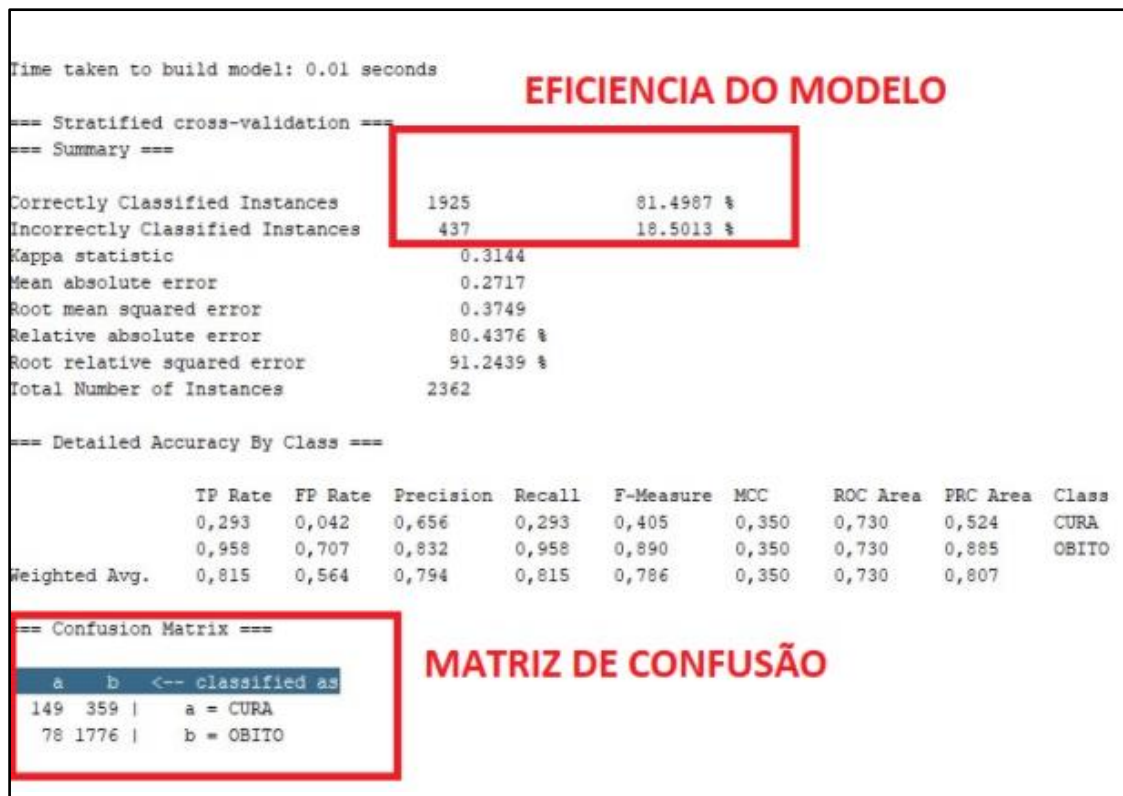 Time taken to build model: 0.01 seconds
EFICIENCIA DO MODELO
=== Stratified cross-validation ===
=== Summary ===
Correctly Classified Instances 1925 81.4987 %
Incorrectly Classified Instances 437 18.5013 %
Kappa statistic 0.3144
Mean absolute error 0.2717
Root mean squared error 0.3749
Relative absolute error 80.4376 %
Root relative squared error 91.2439 %
Total Number of Instances 2362
=== Detailed Accuracy By Class ===
TP Rate FP Rate Precision Recall F-Measure MCC ROC Area PRC Area Class
0,293 0,042 0,656 0,293 0,405 0,350 0,730 0,524 CURA
0,958 0,707 0,832 0,958 0,890 0,350 0,730 0,885 OBITO
Weighted Avg. 0,815 0,564 0,794 0,815 0,786 0,350 0,730 0,807
=== Confusion Matrix ===
MATRIZ DE CONFUSÃO
a b <-- classified as
149 359 | a = CURA
78 1776 | b = OBITO